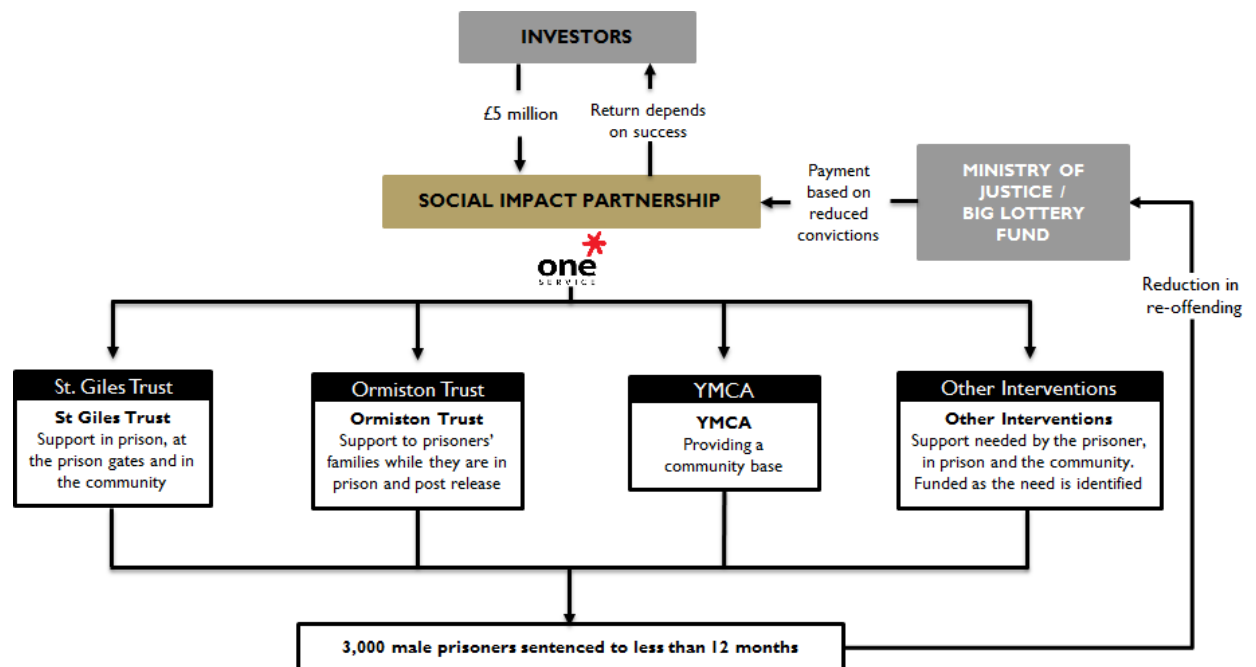 INVESTORS
£5 million
Return depends
on success
SOCIAL IMPACT PARTNERSHIP
Payment
based on
reduced
convictions
MINISTRY OF
JUSTICE /
BIG LOTTERY
FUND
one
SERVICE
Reduction in
re-offending
St. Giles Trust
St Giles Trust
Support in prison, at
the prison gates and in
the community
Ormiston Trust
Ormiston Trust
Support to prisoners'
families while they are in
prison and post release
YMCA
YMCA
Providing a
community base
Other Interventions
Other Interventions
Support needed by the prisoner,
in prison and the community.
Funded as the need is identified
3,000 male prisoners sentenced to less than 12 months